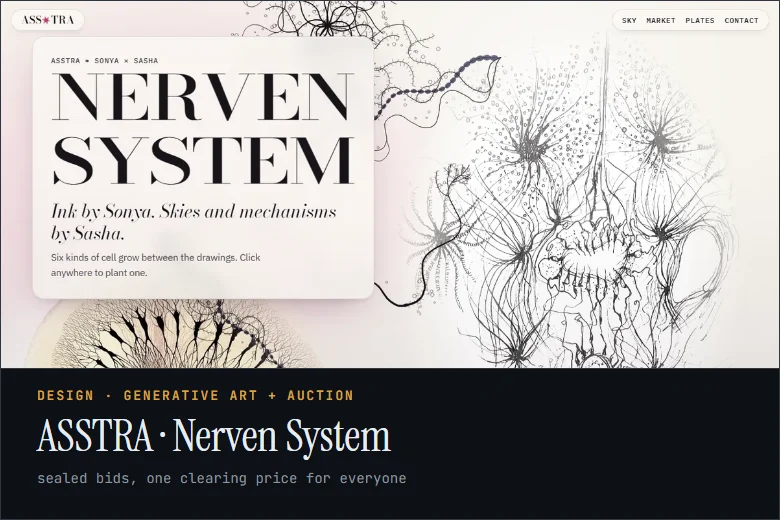 ASS✷TRA
SKY MARKET PLATES CONTACT
ASSTRA ✷ SONYA × SASHA
NERVEN
SYSTEM
Ink by Sonya. Skies and mechanisms
by Sasha.
Six kinds of cell grow between the drawings. Click
anywhere to plant one.
DESIGN · GENERATIVE ART + AUCTION
ASSTRA · Nerven System
sealed bids, one clearing price for everyone